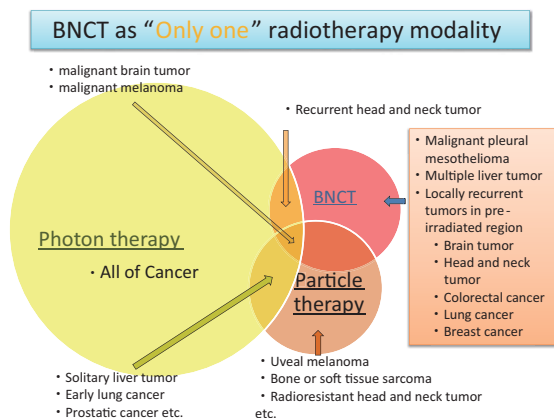 BNCT as “Only one” radiotherapy modality
・malignant brain tumor
・malignant melanoma
・Recurrent head and neck tumor
・Malignant pleural
mesothelioma
・Multiple liver tumor
・Locally recurrent
tumors in pre-
irradiated region
・Brain tumor
・Head and neck
tumor
・Colorectal cancer
・Lung cancer
・Breast cancer
BNCT
Photon therapy
・All of Cancer
Particle
therapy
・Solitary liver tumor
・Early lung cancer
・Prostatic cancer etc.
・Uveal melanoma
・Bone or soft tissue sarcoma
・Radioresistant head and neck tumor
etc.